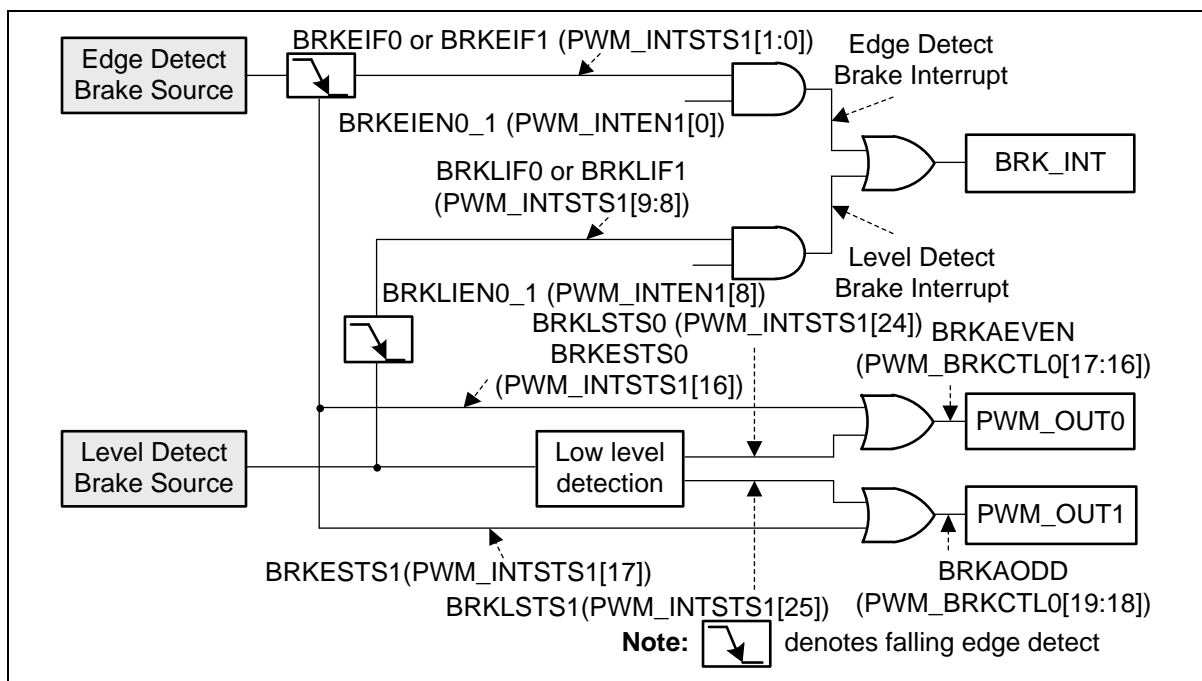 BRKEIF0 or BRKEIF1 (PWM_INTSTS1[1:0])
Edge Detect
Brake Source
Edge Detect
Brake Interrupt
BRKEIEN0_1 (PWM_INTEN1[0])
BRK_INT
BRKLIF0 or BRKLIF1
(PWM_INTSTS1[9:8])
Level Detect
Brake Interrupt
BRKLIEN0_1 (PWM_INTEN1[8])
BRKLSTS0 (PWM_INTSTS1[24])
BRKESTS0
(PWM_INTSTS1[16])
BRKAEVEN
(PWM_BRKCTL0[17:16])
PWM_OUT0
Level Detect
Brake Source
Low level
detection
PWM_OUT1
BRKESTS1(PWM_INTSTS1[17])
BRKLSTS1(PWM_INTSTS1[25])
BRKAODD
(PWM_BRKCTL0[19:18])
Note: denotes falling edge detect